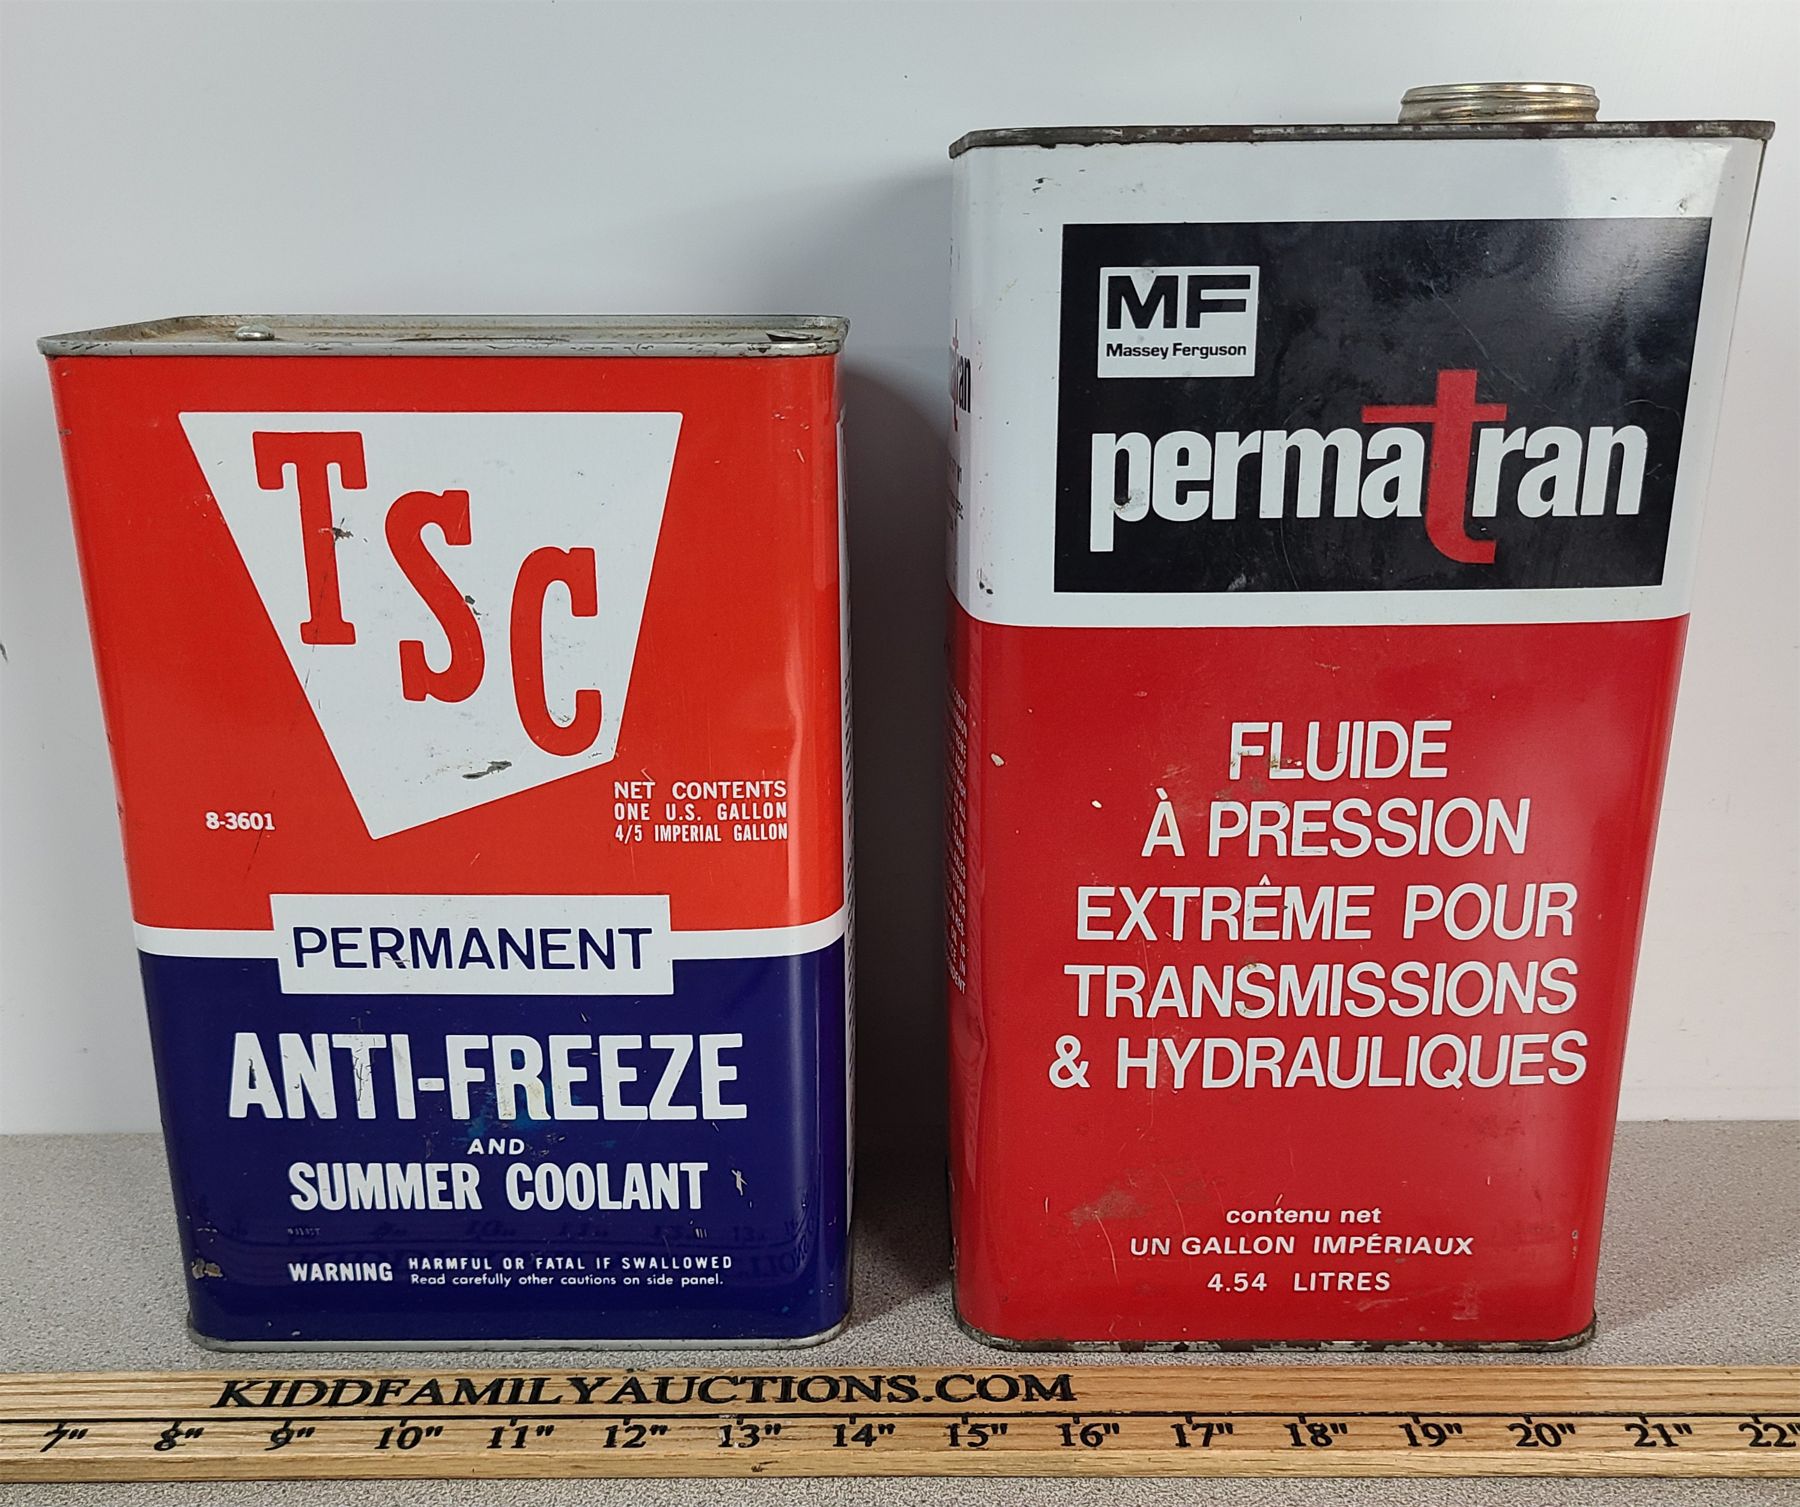 TSC
8-3601
NET CONTENTS
ONE U.S. GALLON
4/5 IMPERIAL GALLON
PERMANENT
ANTI-FREEZE
AND
SUMMER COOLANT
WARNING HARMFUL OR FATAL IF SWALLOWED
Read carefully other cautions on side panel.
MF
Massey Ferguson
permatran
FLUIDE
À PRESSION
EXTRÊME POUR
TRANSMISSIONS
& HYDRAULIQUES
contenu net
UN GALLON IMPÉRIAUX
4.54 LITRES
KIDDFAMILYAUCTIONS.COM
7" 8" 9" 10" 11" 12" 13" 14" 15" 16" 17" 18" 19" 20" 21" 22"